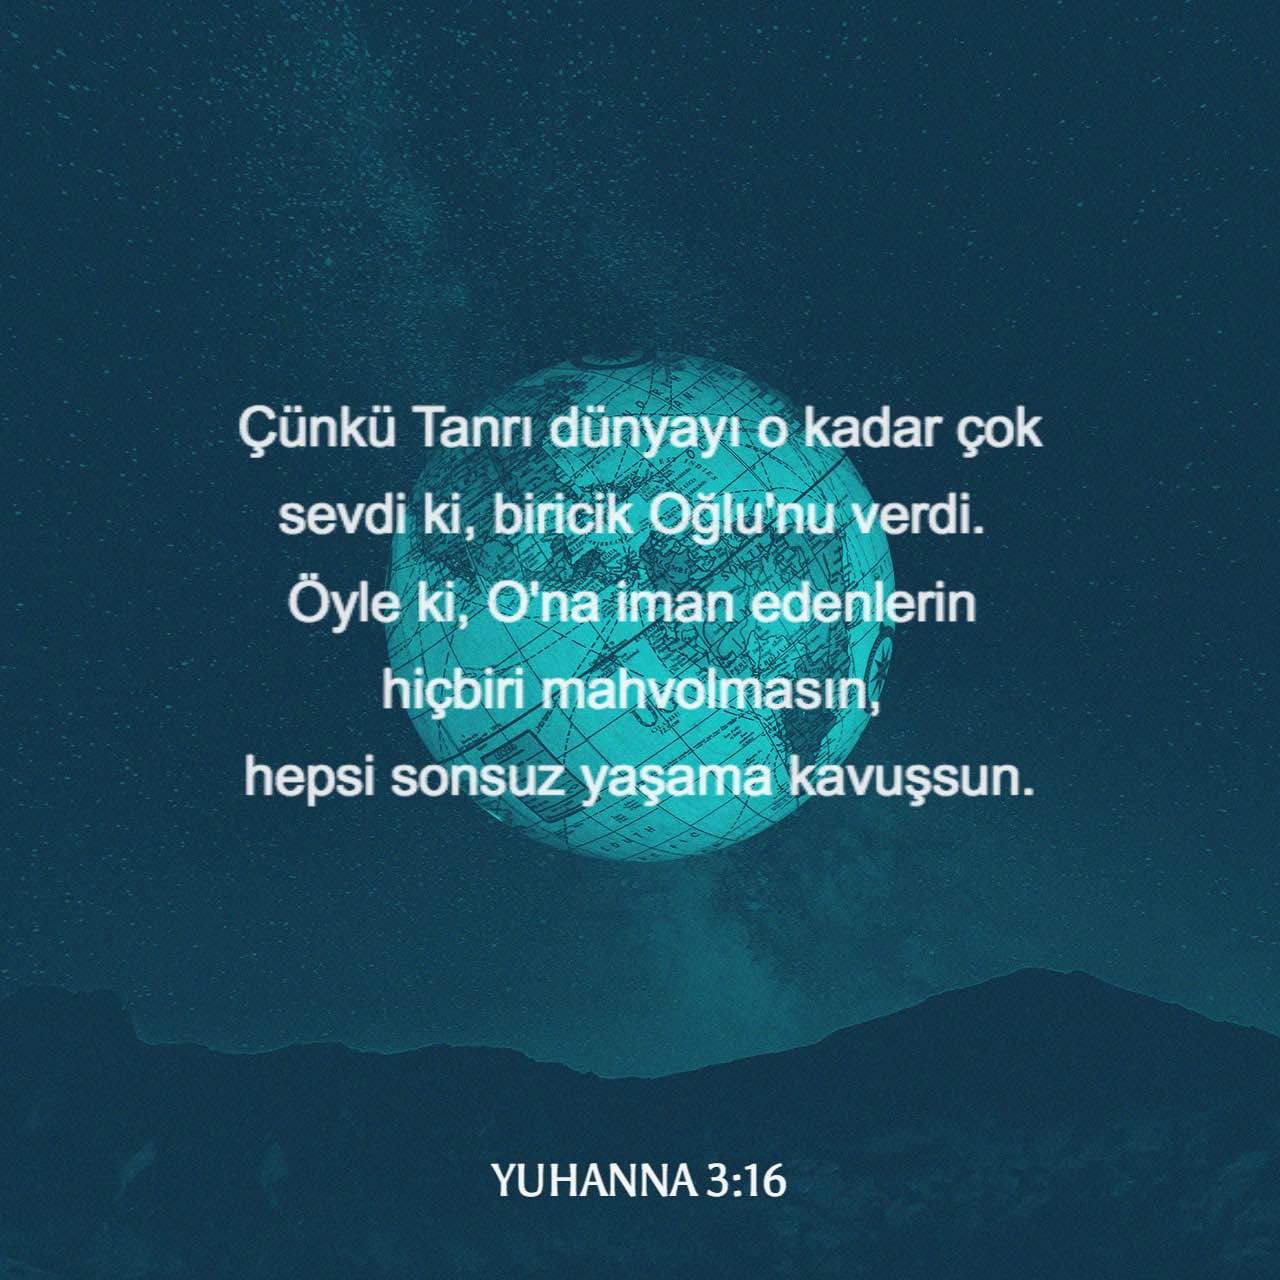 Çünkü Tanrı dünyayı o kadar çok
sevdi ki, biricik Oğlu'nu verdi.
Öyle ki, O'na iman edenlerin
hiçbiri mahvolmasın,
hepsi sonsuz yaşama kavuşsun.
YUHANNA 3:16